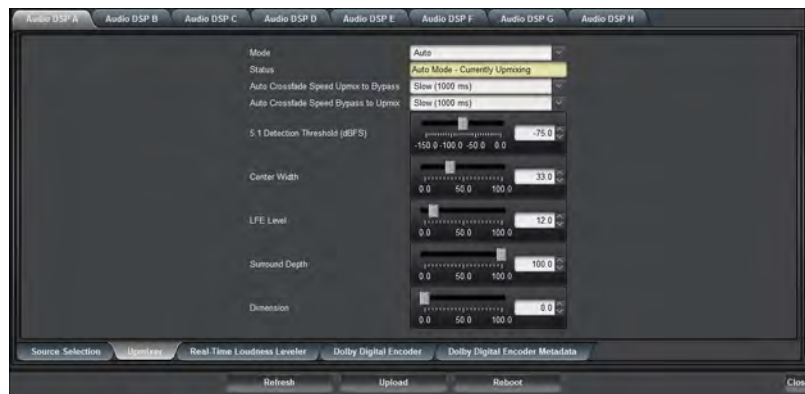 Audio DSP A Audio DSP B Audio DSP C Audio DSP D Audio DSP E Audio DSP F Audio DSP G Audio DSP H
Mode Auto
Status Auto Mode - Currently Upmixing
Auto Crossfade Speed Upmix to Bypass Slow (1000 ms)
Auto Crossfade Speed Bypass to Upmix Slow (1000 ms)
5.1 Detection Threshold (dBFS) -75.0
-150.0 -100.0 -50.0 0.0
Center Width 33.0
0.0 50.0 100.0
LFE Level 12.0
0.0 50.0 100.0
Surround Depth 100.0
0.0 50.0 100.0
Dimension 0.0
0.0 50.0 100.0
Source Selection Upmixer Real-Time Loudness Leveler Dolby Digital Encoder Dolby Digital Encoder Metadata
Refresh Upload Reboot Clos